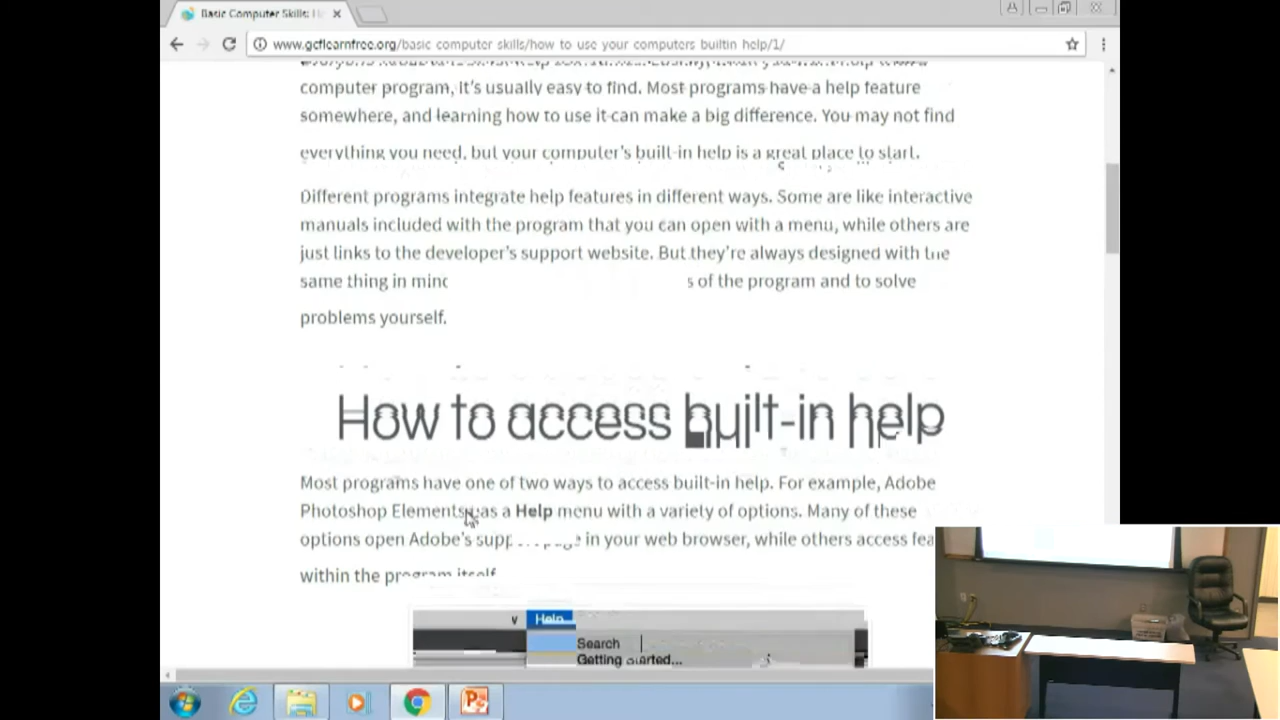 Basic Computer Skills: H
www.gcflearnfree.org/basic computer skills/how to use your computers builtin help/1/
computer program, it's usually easy to find. Most programs have a help feature
somewhere, and learning how to use it can make a big difference. You may not find
everything you need, but your computer's built-in help is a great place to start.
Different programs integrate help features in different ways. Some are like interactive
manuals included with the program that you can open with a menu, while others are
just links to the developer's support website. But they're always designed with the
same thing in mind s of the program and to solve
problems yourself.
How to access built-in help
Most programs have one of two ways to access built-in help. For example, Adobe
Photoshop Elements as a Help menu with a variety of options. Many of these
options open Adobe's supp page in your web browser, while others access fea
within the program itself
Help
Search
Getting started...